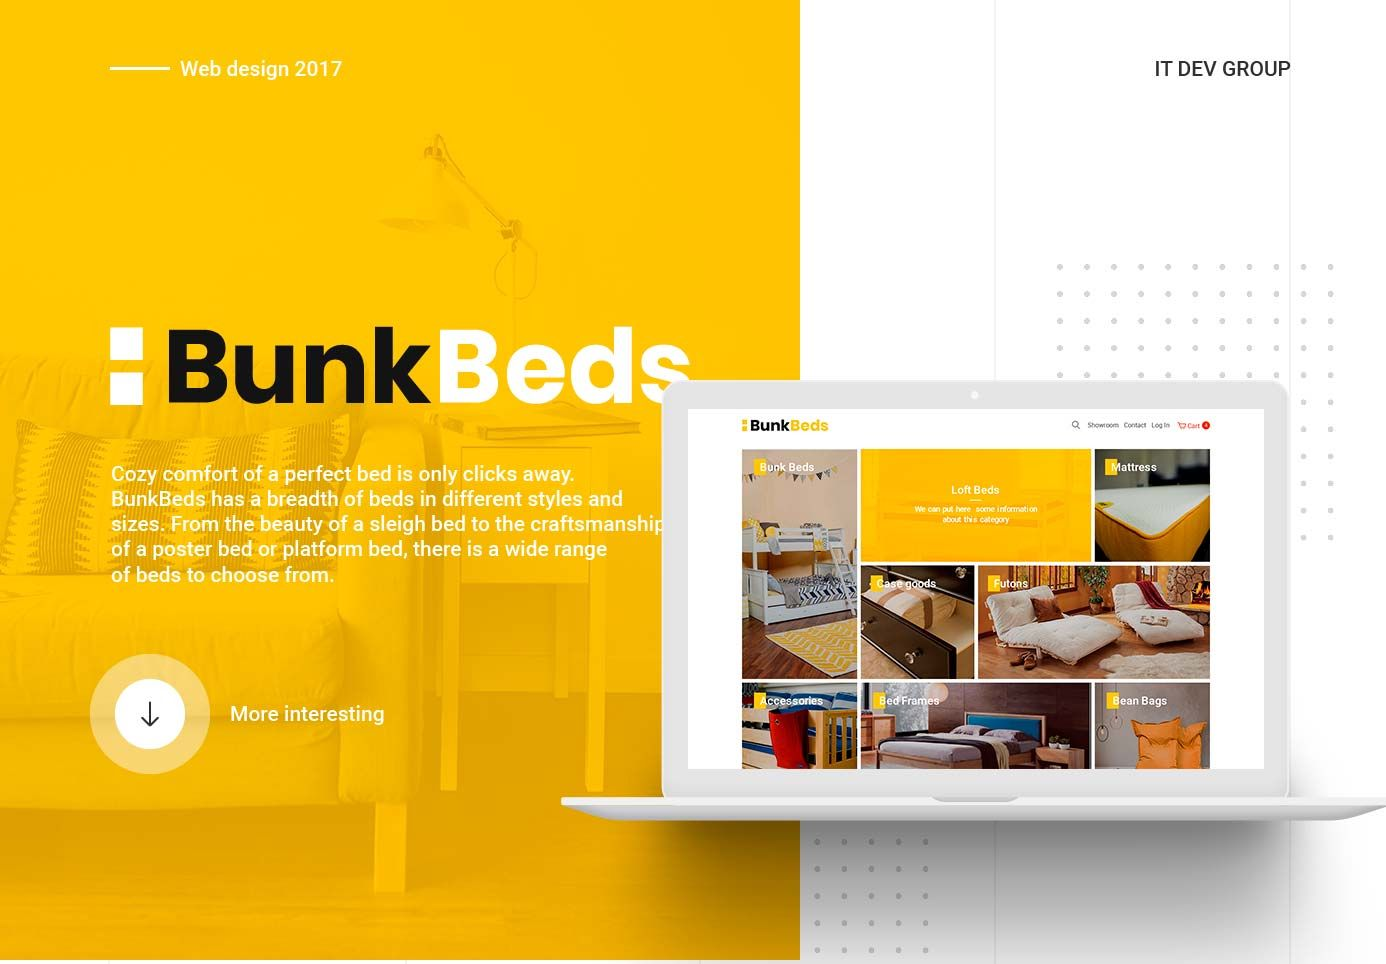 Web design 2017
IT DEV GROUP
BunkBeds
Cozy comfort of a perfect bed is only clicks away.
BunkBeds has a breadth of beds in different styles and
sizes. From the beauty of a sleigh bed to the craftsmanship
of a poster bed or platform bed, there is a wide range
of beds to choose from.
More interesting
BunkBeds
Showroom Contact Log In Cart 4
Bunk Beds
Loft Beds
We can put here some information
about this category
Mattress
Case goods
Futons
Accessories
Bed Frames
Bean Bags